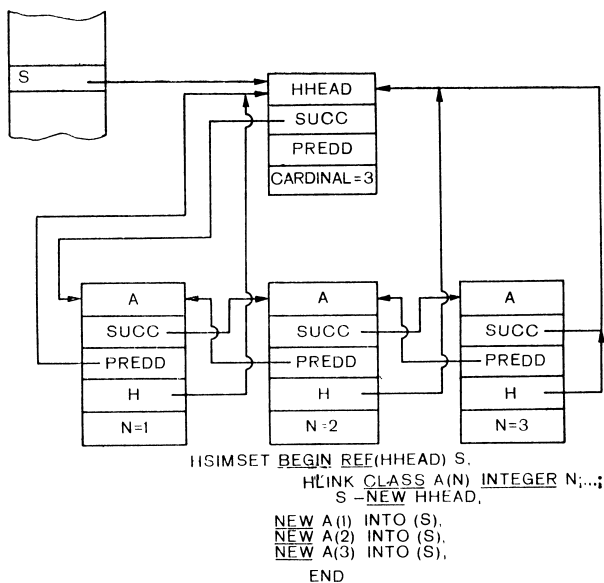 S
HHEAD
SUCC
PREDD
CARDINAL=3
A
SUCC
PREDD
H
N=1
A
SUCC
PREDD
H
N=2
A
SUCC
PREDD
H
N=3
HSIMSET BEGIN REF(HHEAD) S,
HLINK CLASS A(N) INTEGER N;...;
S -NEW HHEAD,
NEW A(1) INTO (S),
NEW A(2) INTO (S),
NEW A(3) INTO (S),
END